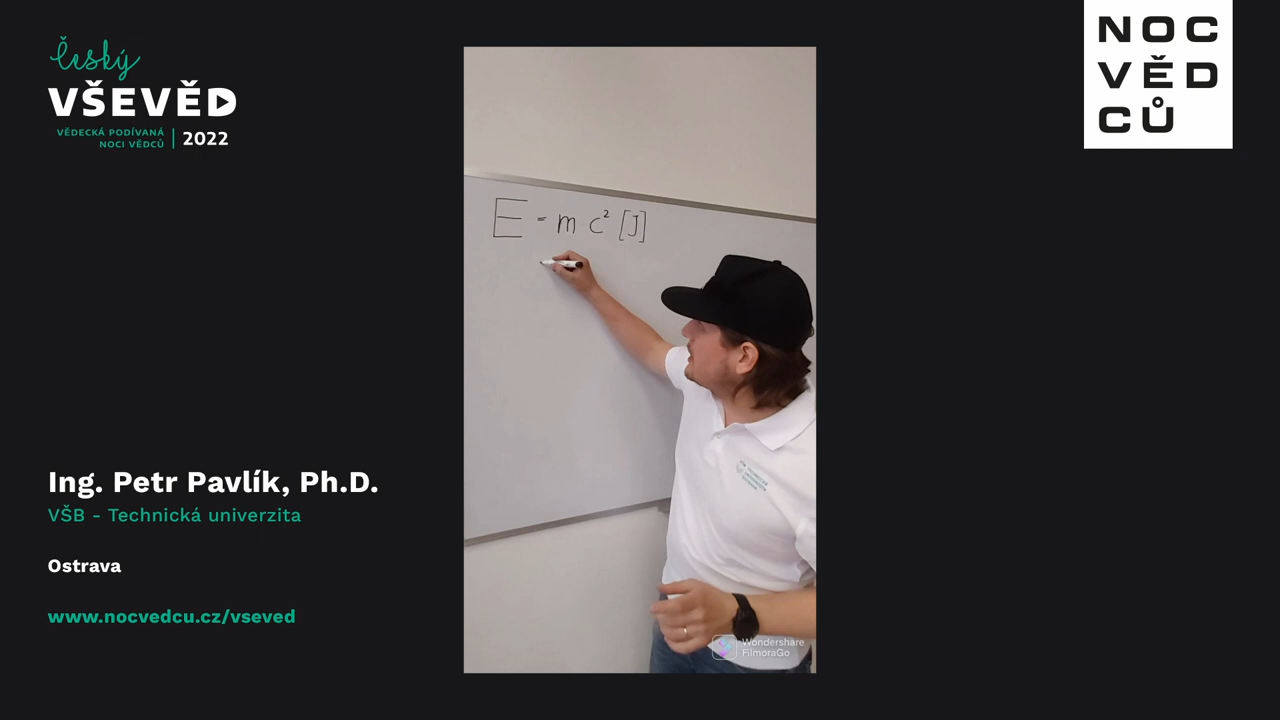 Český
VŠEVĚD
VĚDECKÁ PODÍVANÁ
NOCI VĚDCŮ
2022
NOC
VĚD
CŮ
E = m c² [J]
Ing. Petr Pavlík, Ph.D.
VŠB - Technická univerzita
Ostrava
www.nocvedcu.cz/vseved
Wondershare
FilmoraGo